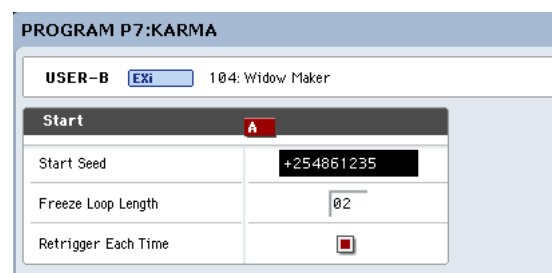 PROGRAM P7:KARMA
USER-B EXi 104: Widow Maker
Start A
Start Seed +254861235
Freeze Loop Length 02
Retrigger Each Time